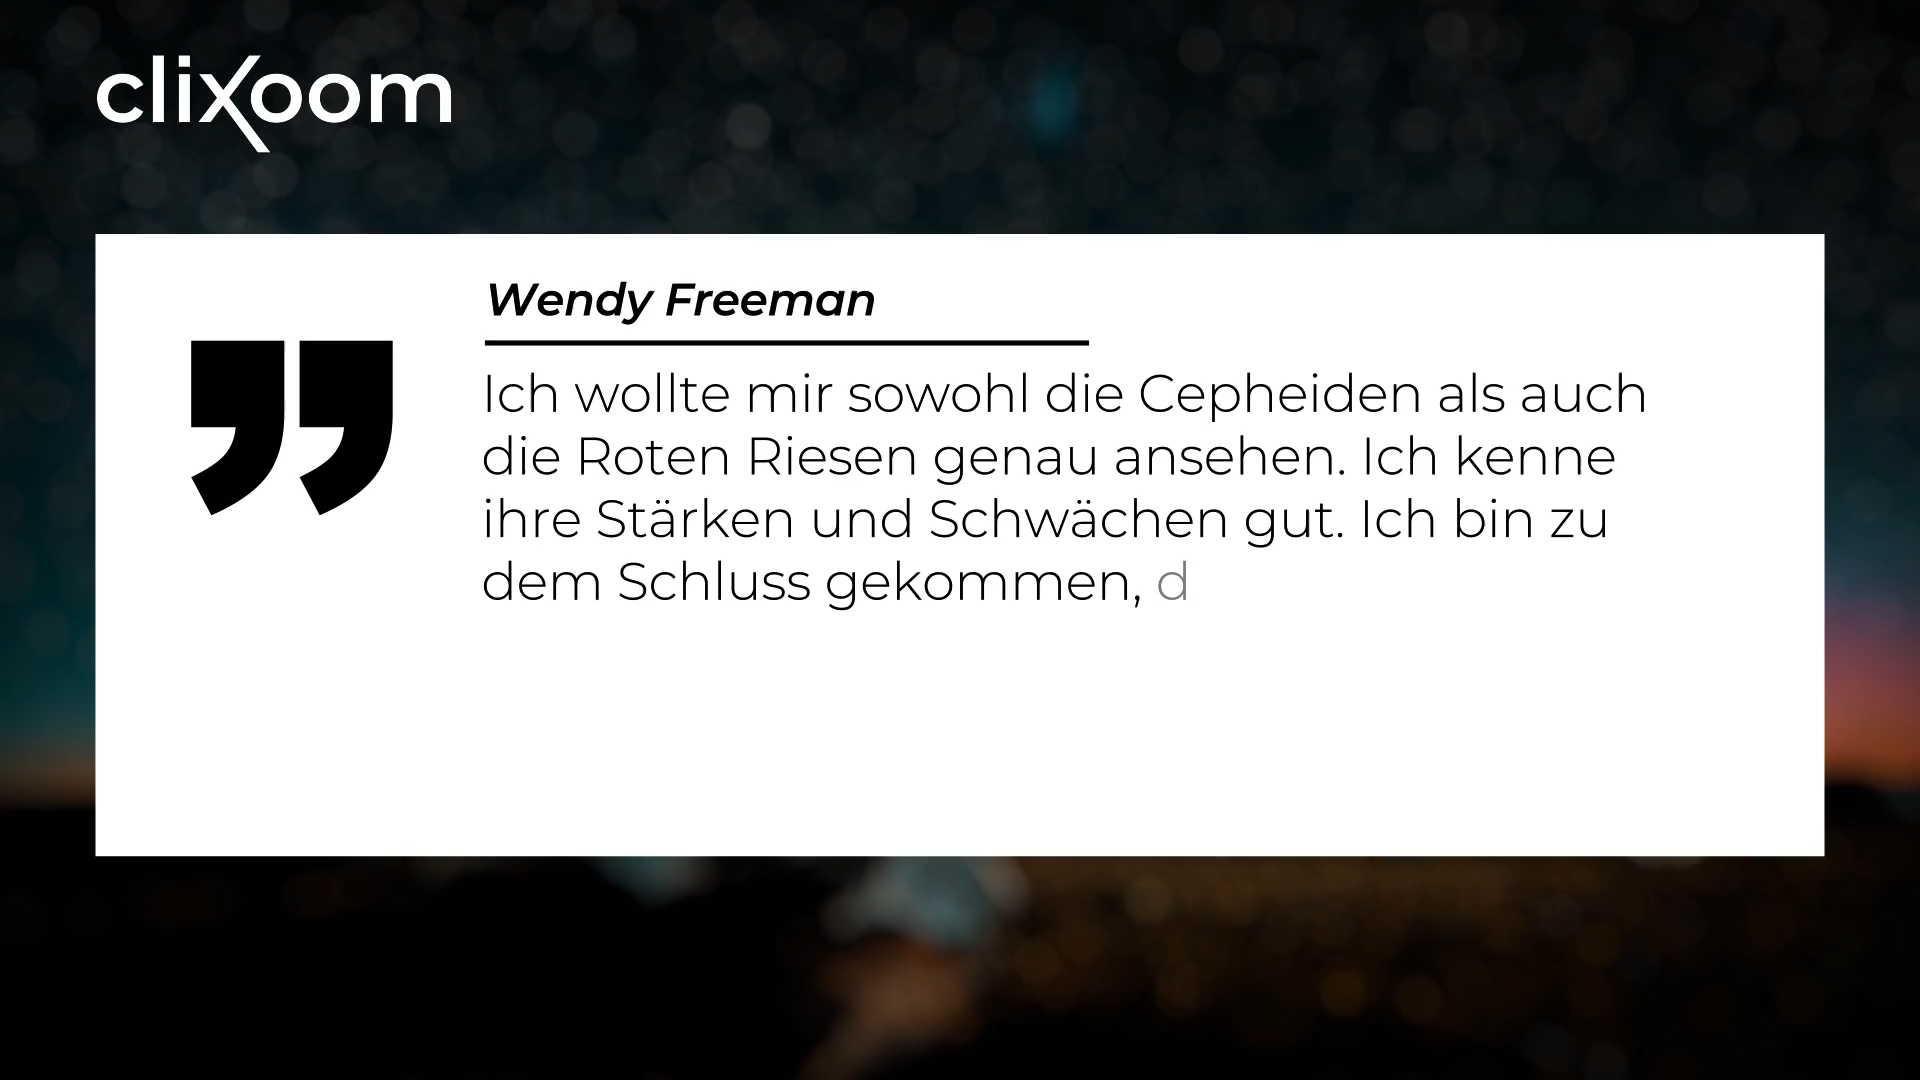 clixoom
Wendy Freeman
Ich wollte mir sowohl die Cepheiden als auch
die Roten Riesen genau ansehen. Ich kenne
ihre Stärken und Schwächen gut. Ich bin zu
dem Schluss gekommen, d